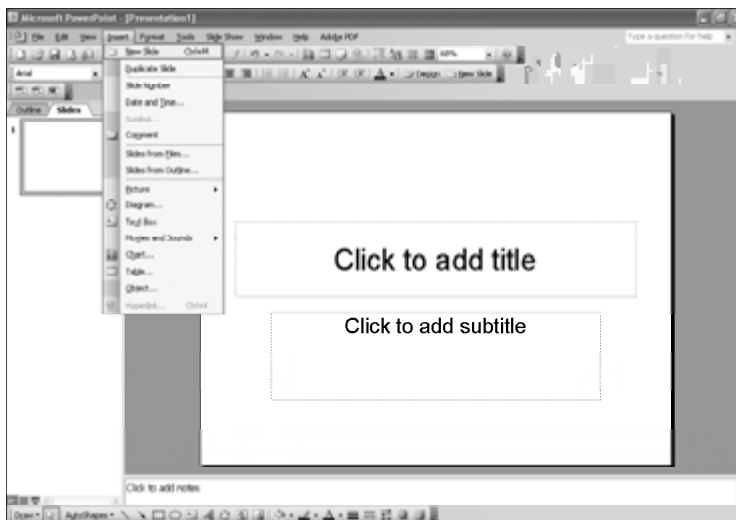 Microsoft PowerPoint - [Presentation1]
File Edit View Insert Format Tools Slide Show Window Help Adobe PDF
Type a question for help
New Slide Ctrl+M
Duplicate Slide
Slide Number
Date and Time...
Symbol...
Comment
Slides from Files...
Slides from Outline...
Picture
Diagram...
Text Box
Movies and Sounds
Chart...
Table...
Object...
Hyperlink... Ctrl+K
Arial
Design New Slide
Outline Slides
1
Click to add title
Click to add subtitle
Click to add notes
Draw AutoShapes